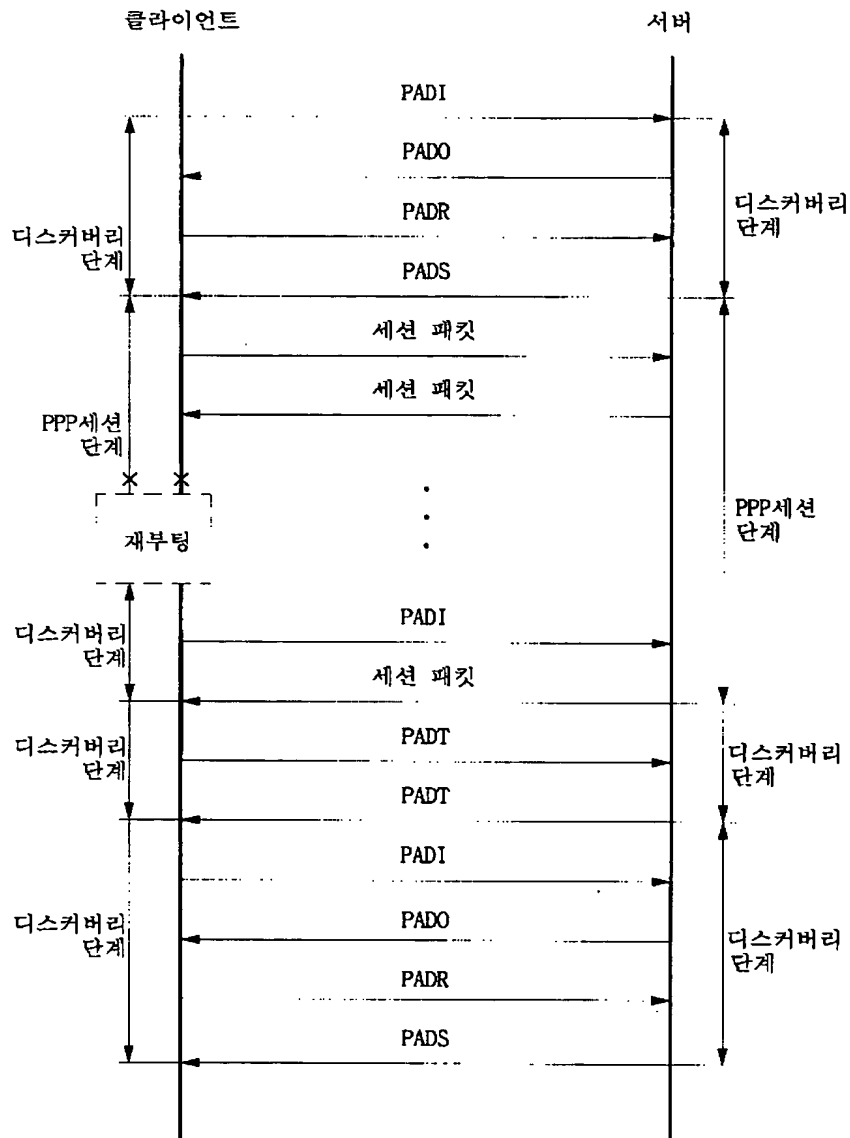 클라이언트
서버
PADI
PADO
PADR
PADS
디스커버리
단계
디스커버리
단계
세션 패킷
세션 패킷
PPP세션
단계
PPP세션
단계
재부팅
PADI
디스커버리
단계
세션 패킷
PADT
디스커버리
단계
디스커버리
단계
PADT
PADI
PADO
디스커버리
단계
디스커버리
단계
PADR
PADS